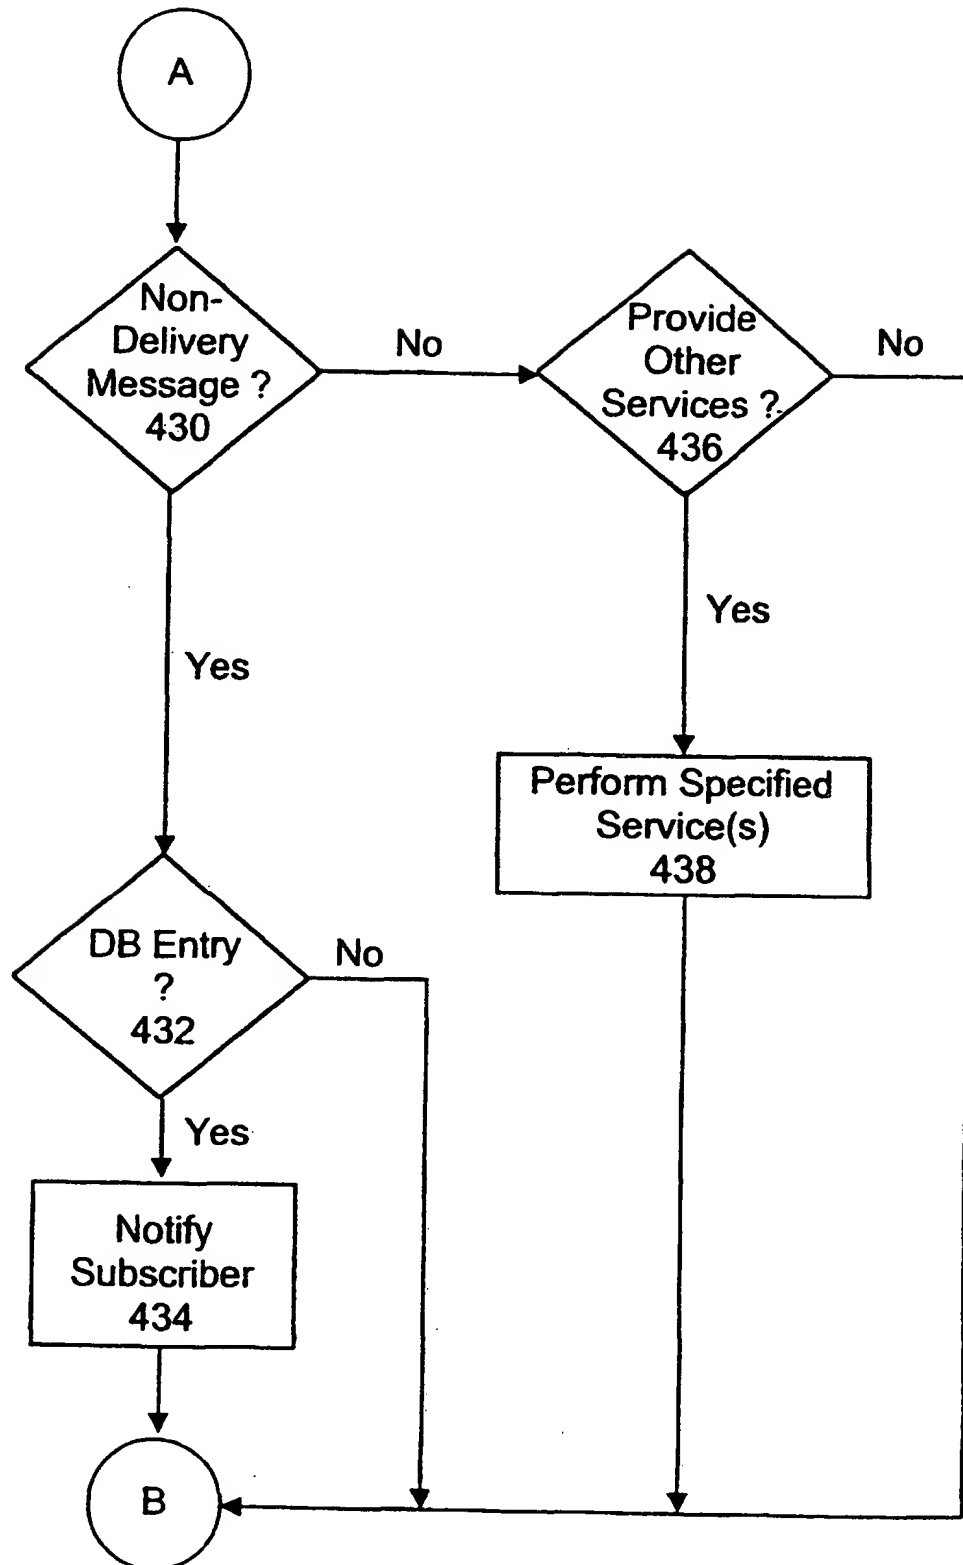 A
Non-
Delivery
Message ?
430
No
Provide
Other
Services ?
436
No
Yes
Yes
Perform Specified
Service(s)
438
DB Entry
?
432
No
Yes
Notify
Subscriber
434
B